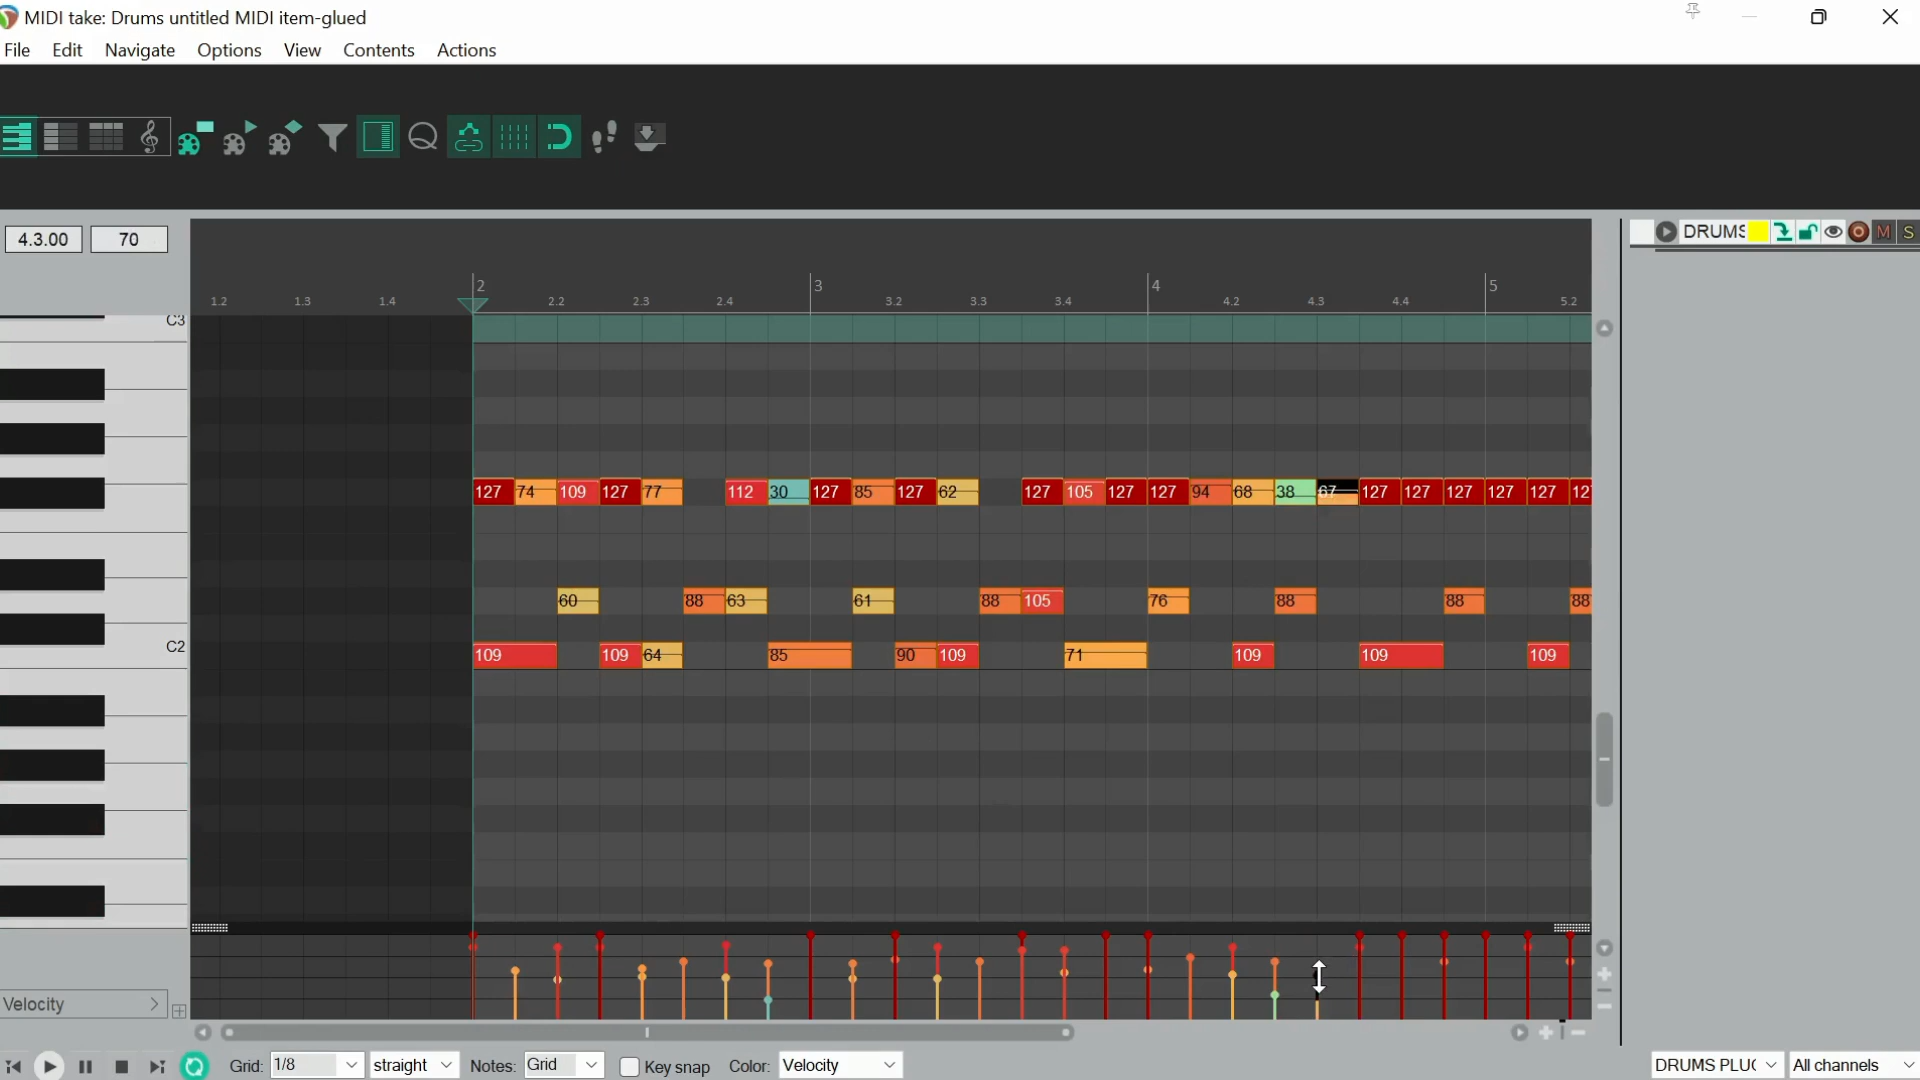 MIDI take: Drums untitled MIDI item-glued
File Edit Navigate Options View Contents Actions
4.3.00 70
DRUMS M S
2 3 4 5
1.2 1.3 1.4 2.2 2.3 2.4 3.2 3.3 3.4 4.2 4.3 4.4 5.2
C3
127 74 109 127 77 112 30 127 85 127 62 127 105 127 127 94 68 38 67 127 127 127 127 127
60 88 63 61 88 105 76 88 88 88
C2
109 109 64 85 90 109 71 109 109 109
Velocity
Grid: 1/8 straight Notes: Grid Key snap Color: Velocity DRUMS PLUG All channels